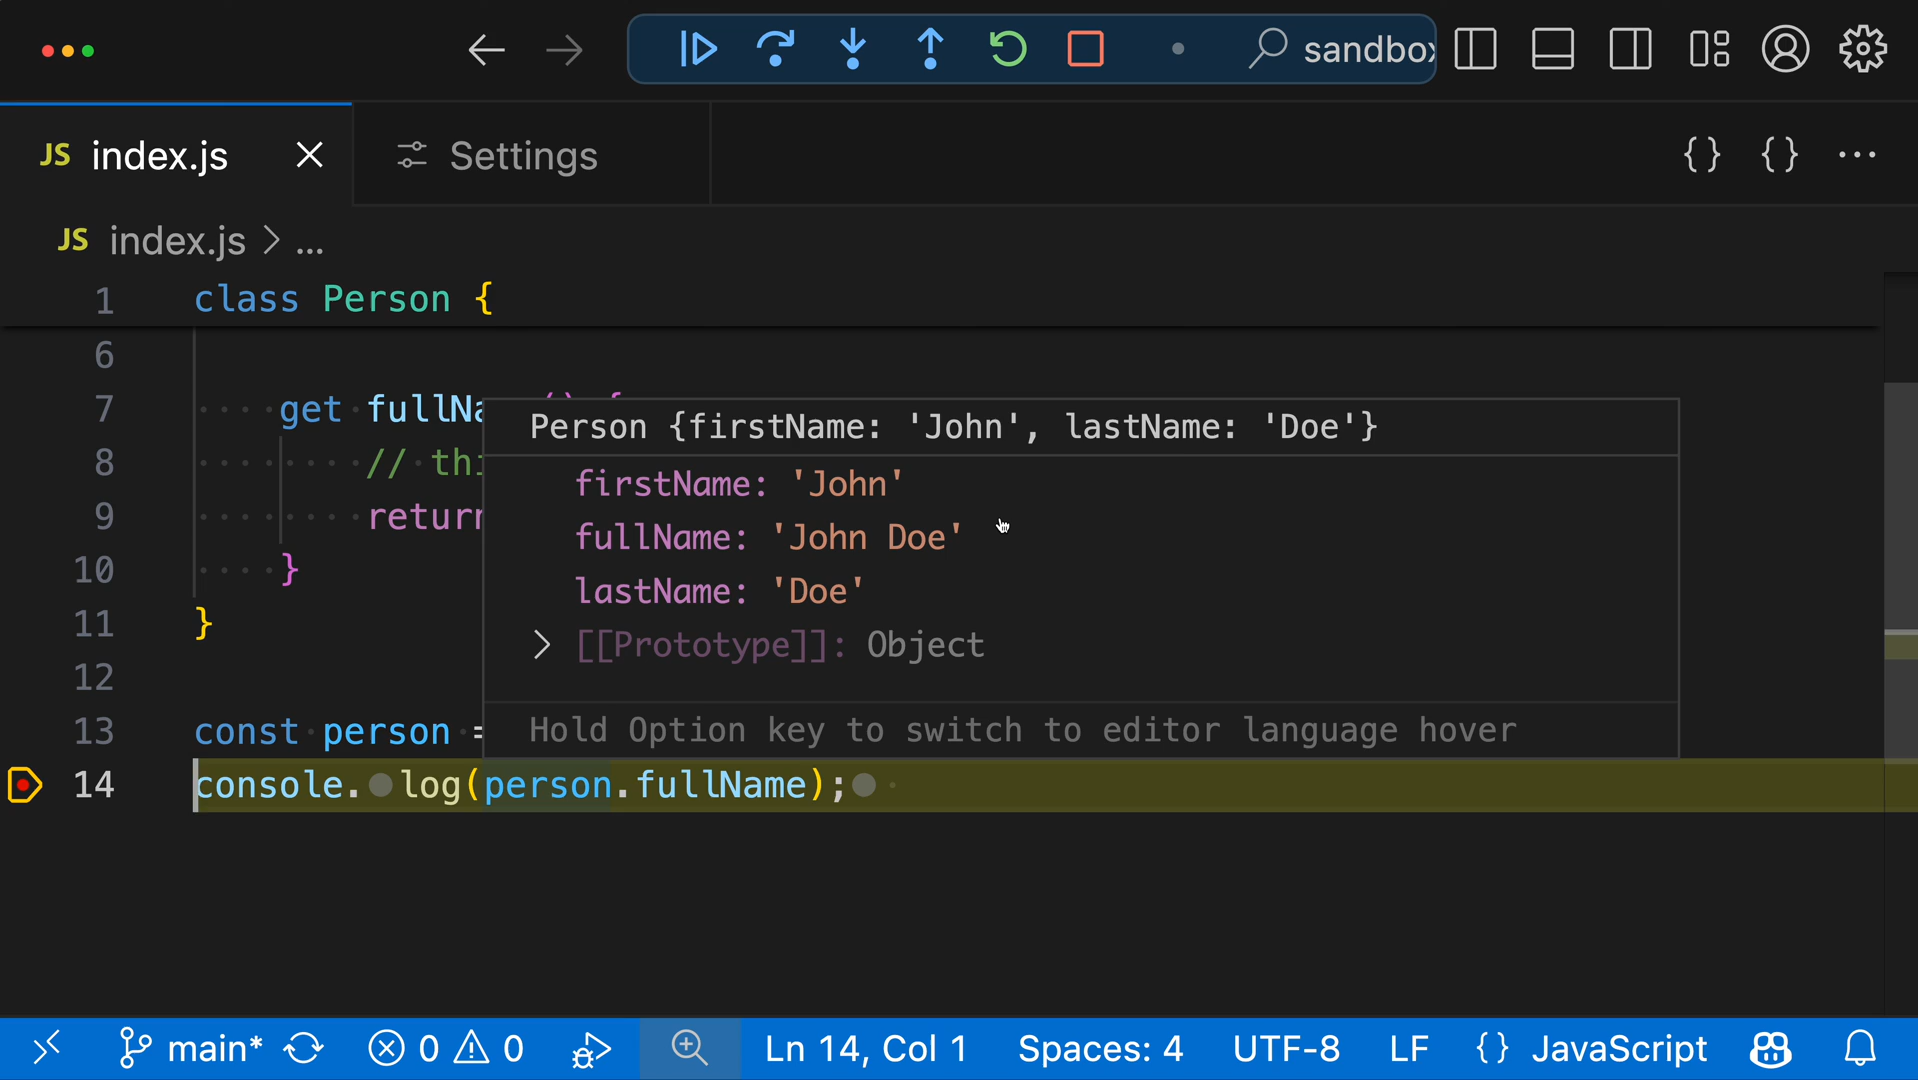 sandbox
JS index.js Settings {} {} ...
JS index.js > ...
1 class Person {
6
7 get fullNa () {
8 // thi
9 return
10 }
11 }
12
13 const person =
14 console.log(person.fullName);
Person {firstName: 'John', lastName: 'Doe'}
firstName: 'John'
fullName: 'John Doe'
lastName: 'Doe'
> [[Prototype]]: Object
Hold Option key to switch to editor language hover
main* 0 0 Ln 14, Col 1 Spaces: 4 UTF-8 LF {} JavaScript